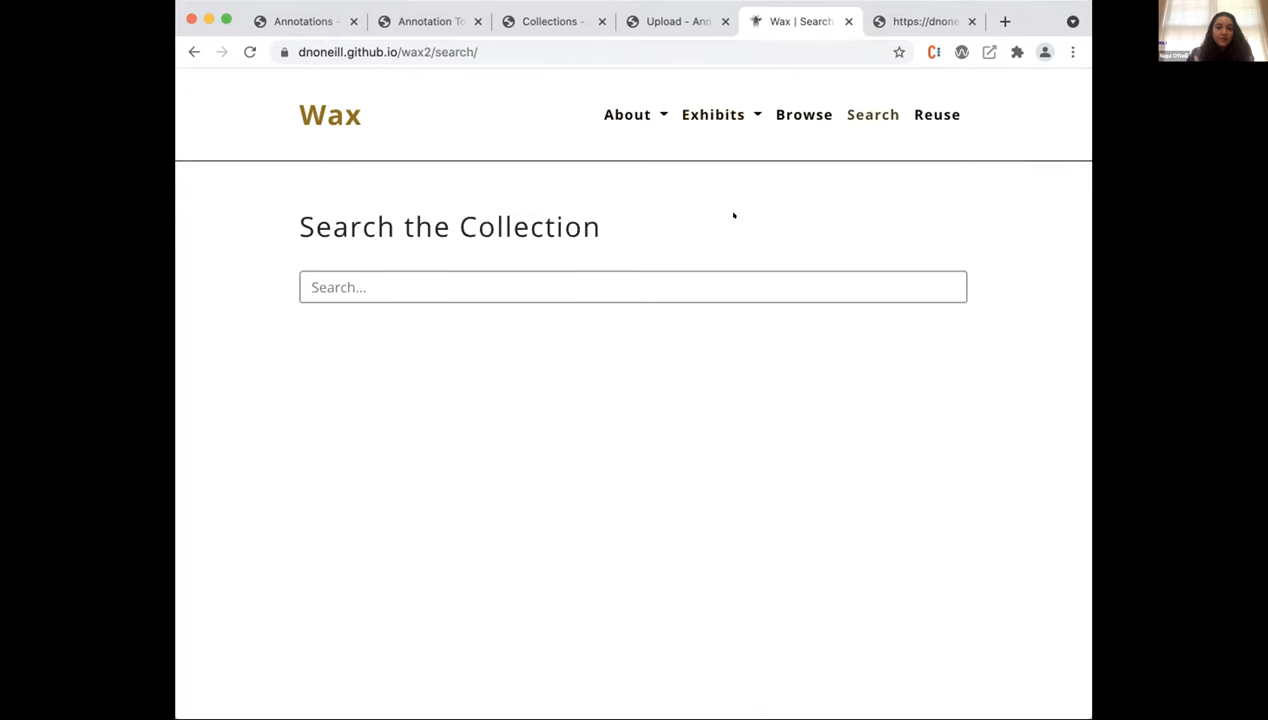 Annotations -
Annotation To
Collections -
Upload - Ann
Wax | Search
https://dnone
dnoneill.github.io/wax2/search/
Wax
About
Exhibits
Browse
Search
Reuse
Search the Collection
Search...